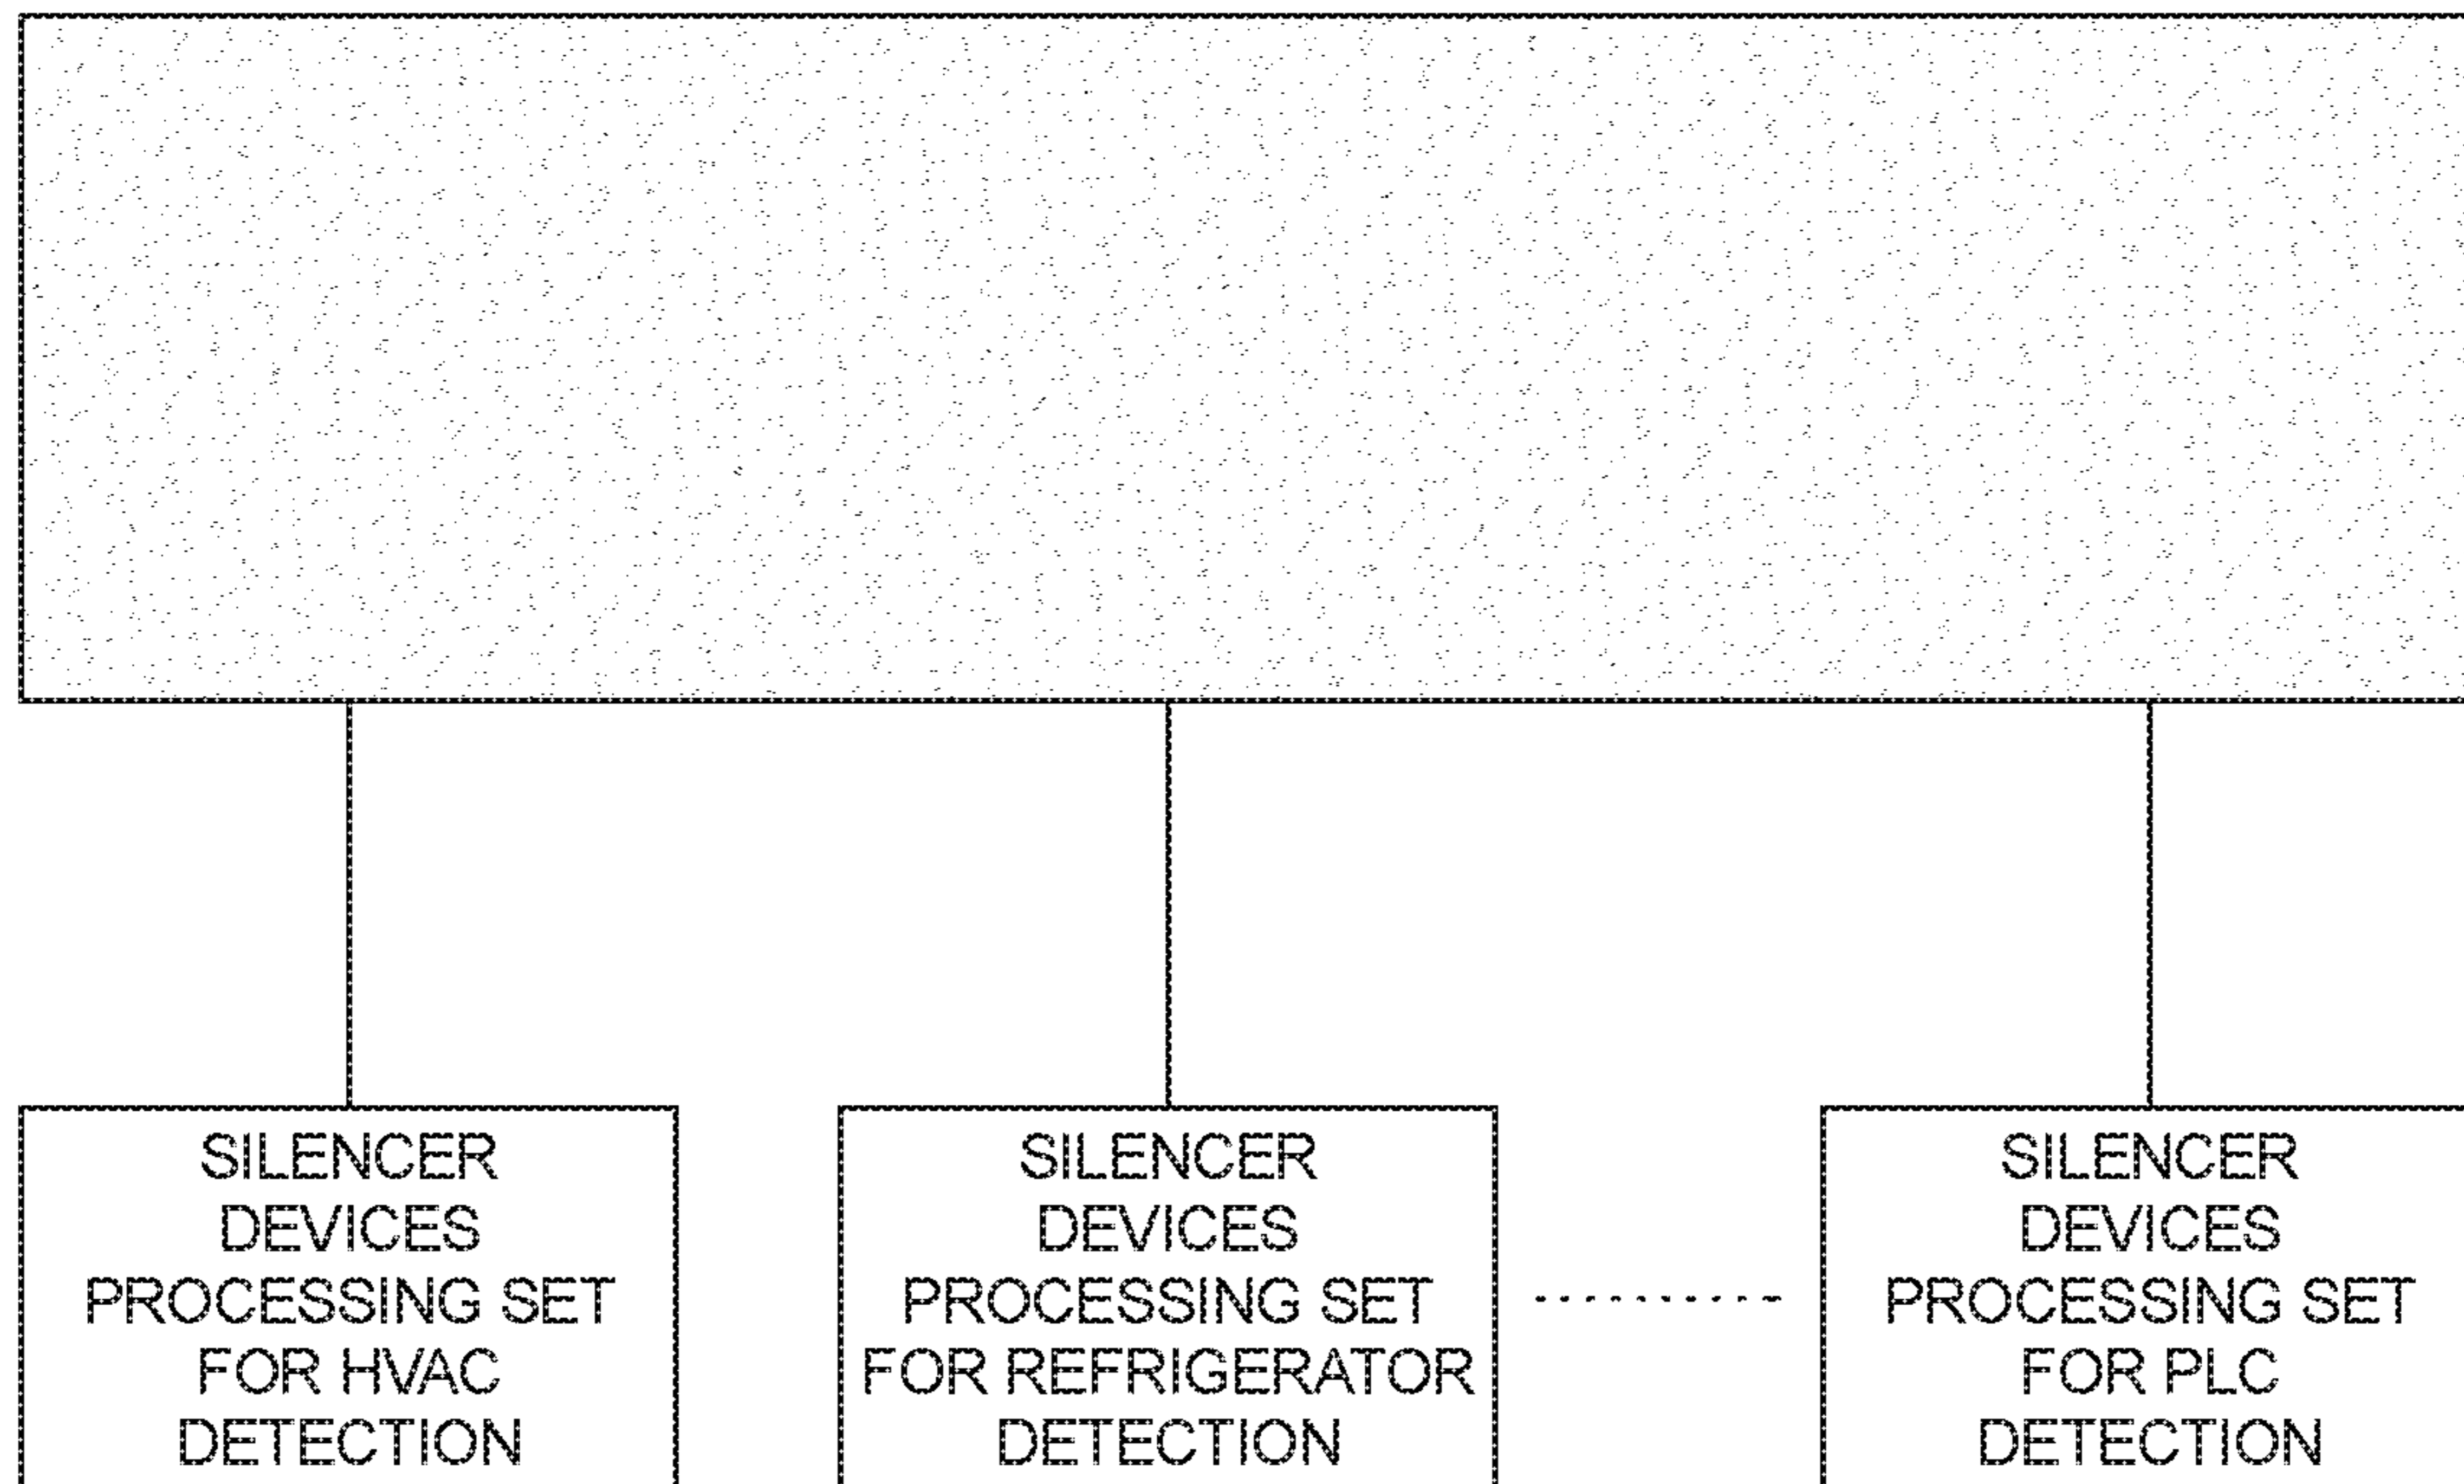 SILENCER
DEVICES
PROCESSING SET
FOR HVAC
DETECTION
SILENCER
DEVICES
PROCESSING SET
FOR REFRIGERATOR
DETECTION
SILENCER
DEVICES
PROCESSING SET
FOR PLC
DETECTION